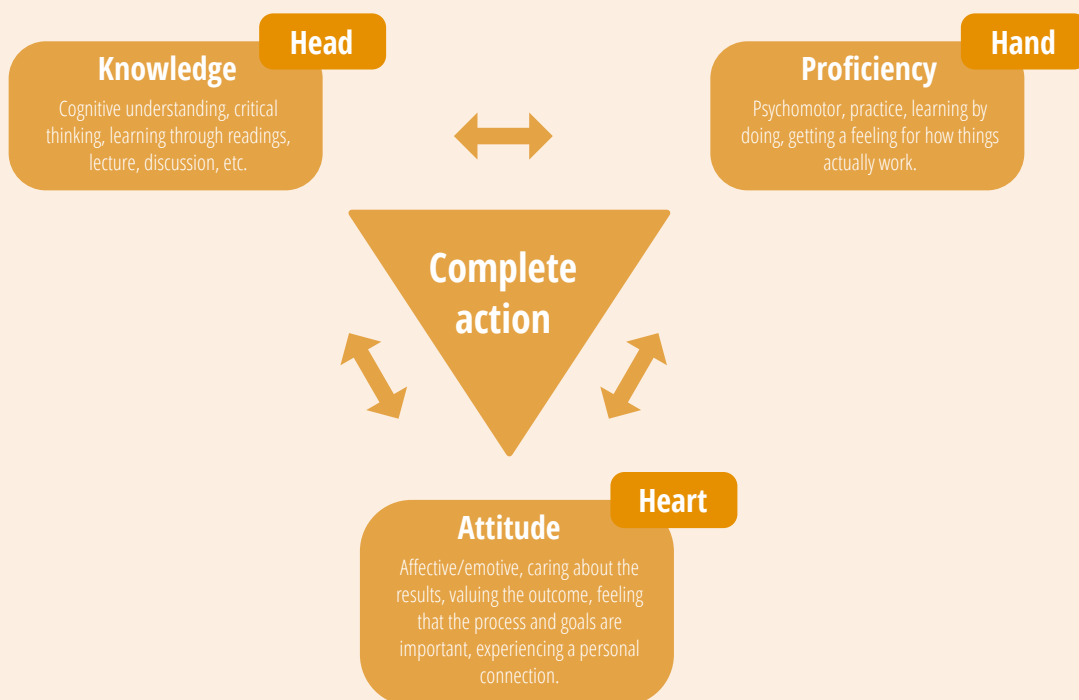 Head
Knowledge
Cognitive understanding, critical
thinking, learning through readings,
lecture, discussion, etc.
Hand
Proficiency
Psychomotor, practice, learning by
doing, getting a feeling for how things
actually work.
Complete
action
Heart
Attitude
Affective/emotive, caring about the
results, valuing the outcome, feeling
that the process and goals are
important, experiencing a personal
connection.